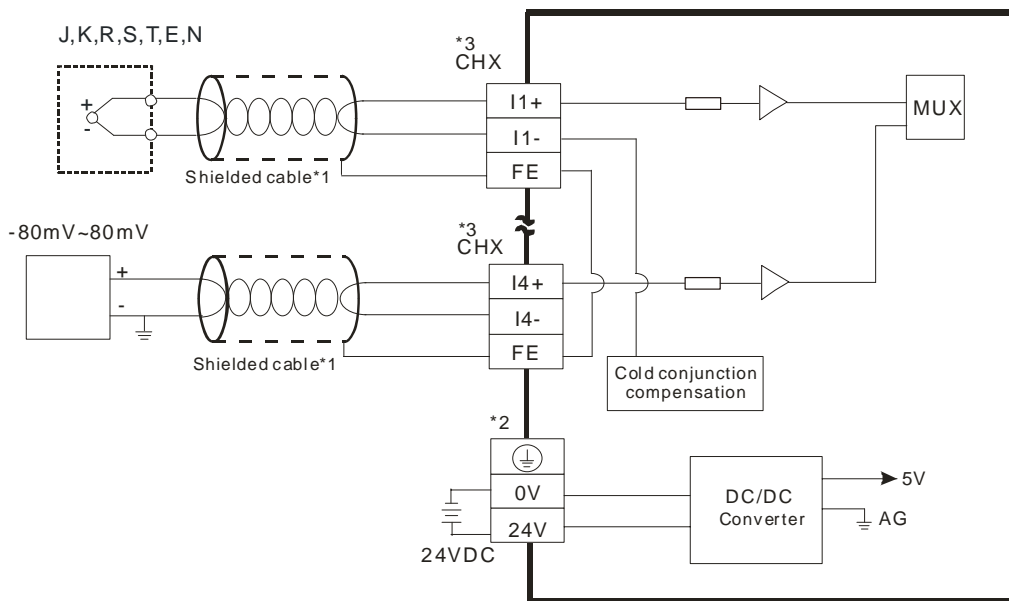 J,K,R,S,T,E,N
+
-
Shielded cable*1
*3
CHX
I1+
I1-
FE
MUX
-80mV~80mV
+
-
Shielded cable*1
*3
CHX
I4+
I4-
FE
Cold conjunction
compensation
*2
0V
24V
24VDC
DC/DC
Converter
5V
AG